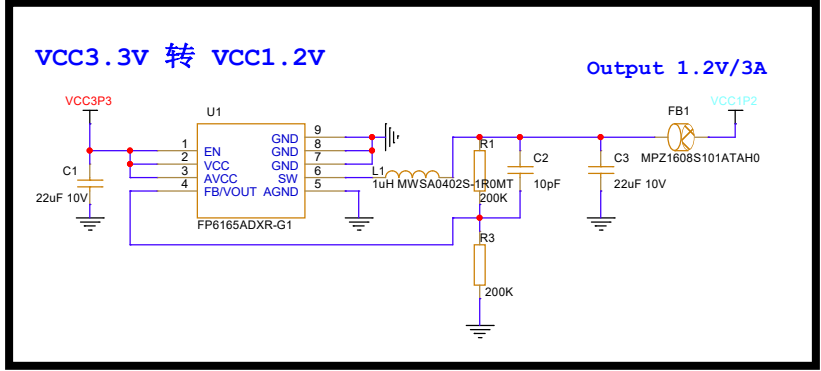 VCC3.3V 转 VCC1.2V
Output 1.2V/3A
VCC3P3
U1
FB1
VCC1P2
MPZ1608S101ATAH0
1 EN
2 VCC
3 AVCC
4 FB/VOUT
GND 9
GND 8
GND 7
SW 6
AGND 5
FP6165ADXR-G1
C1
22uF 10V
L1
1uH MWSA0402S-1R0MT
R1
200K
C2
10pF
C3
22uF 10V
R3
200K